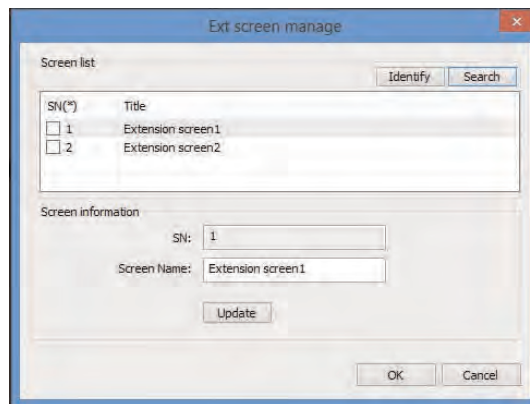 Ext screen manage
Screen list
Identify Search
SN(*) Title
1 Extension screen1
2 Extension screen2
Screen information
SN: 1
Screen Name: Extension screen1
Update
OK Cancel